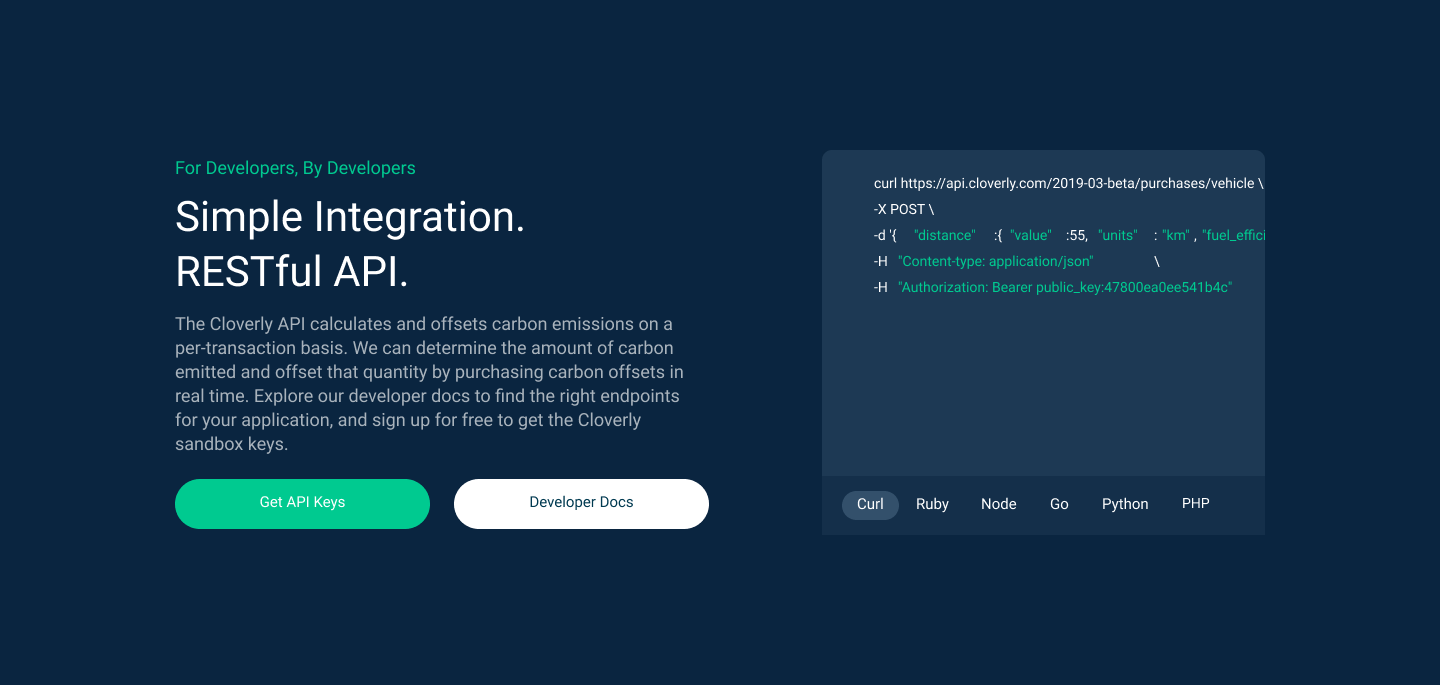 For Developers, By Developers
Simple Integration.
RESTful API.
The Cloverly API calculates and offsets carbon emissions on a
per-transaction basis. We can determine the amount of carbon
emitted and offset that quantity by purchasing carbon offsets in
real time. Explore our developer docs to find the right endpoints
for your application, and sign up for free to get the Cloverly
sandbox keys.
Get API Keys
Developer Docs
curl https://api.cloverly.com/2019-03-beta/purchases/vehicle \
-X POST \
-d '{ "distance" :{ "value" :55, "units" : "km" , "fuel_effici
-H "Content-type: application/json" \
-H "Authorization: Bearer public_key:47800ea0ee541b4c"
Curl Ruby Node Go Python PHP